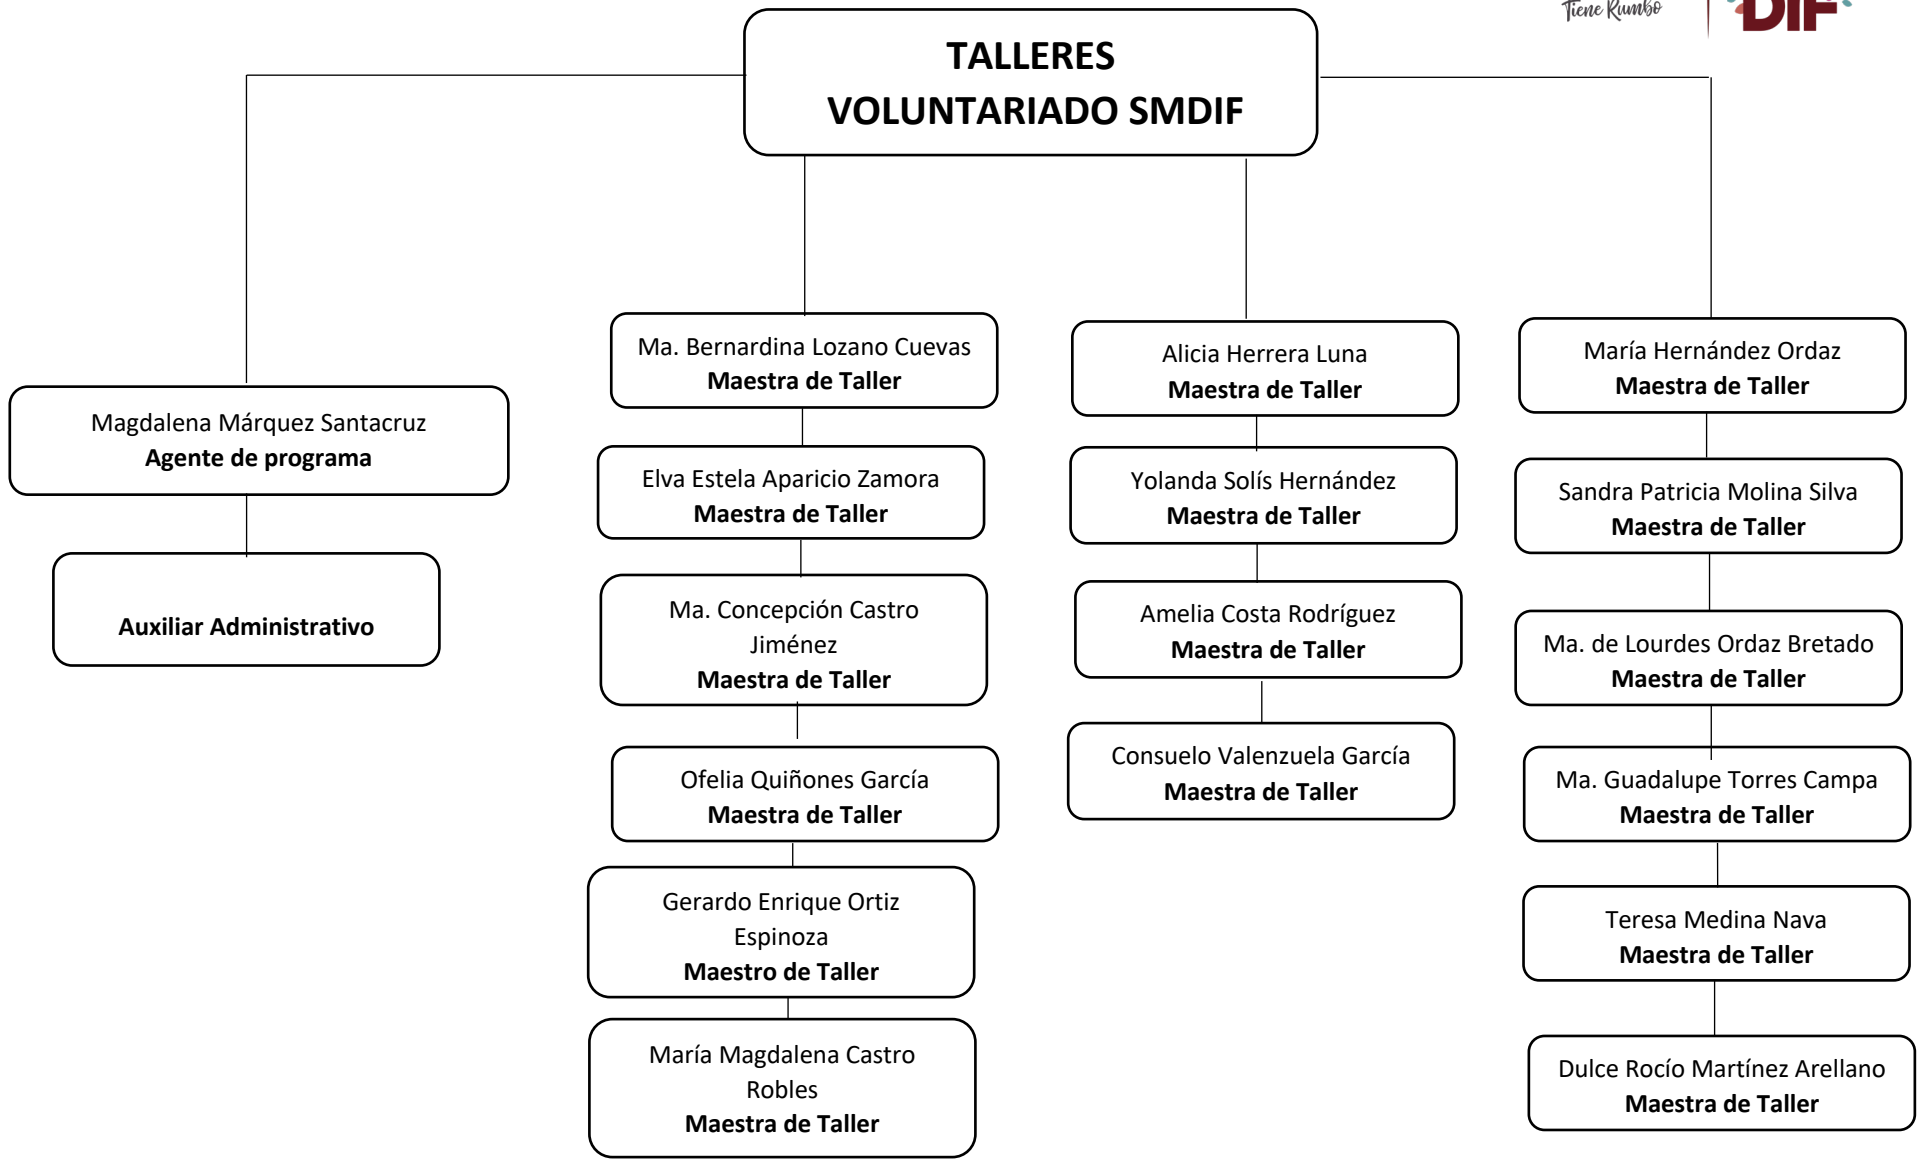 Tiene Rumbo
DIF
TALLERES
VOLUNTARIADO SMDIF
Magdalena Márquez Santacruz
Agente de programa
Auxiliar Administrativo
Ma. Bernardina Lozano Cuevas
Maestra de Taller
Elva Estela Aparicio Zamora
Maestra de Taller
Ma. Concepción Castro
Jiménez
Maestra de Taller
Ofelia Quiñones García
Maestra de Taller
Gerardo Enrique Ortiz
Espinoza
Maestro de Taller
María Magdalena Castro
Robles
Maestra de Taller
Alicia Herrera Luna
Maestra de Taller
Yolanda Solís Hernández
Maestra de Taller
Amelia Costa Rodríguez
Maestra de Taller
Consuelo Valenzuela García
Maestra de Taller
María Hernández Ordaz
Maestra de Taller
Sandra Patricia Molina Silva
Maestra de Taller
Ma. de Lourdes Ordaz Bretado
Maestra de Taller
Ma. Guadalupe Torres Campa
Maestra de Taller
Teresa Medina Nava
Maestra de Taller
Dulce Rocío Martínez Arellano
Maestra de Taller